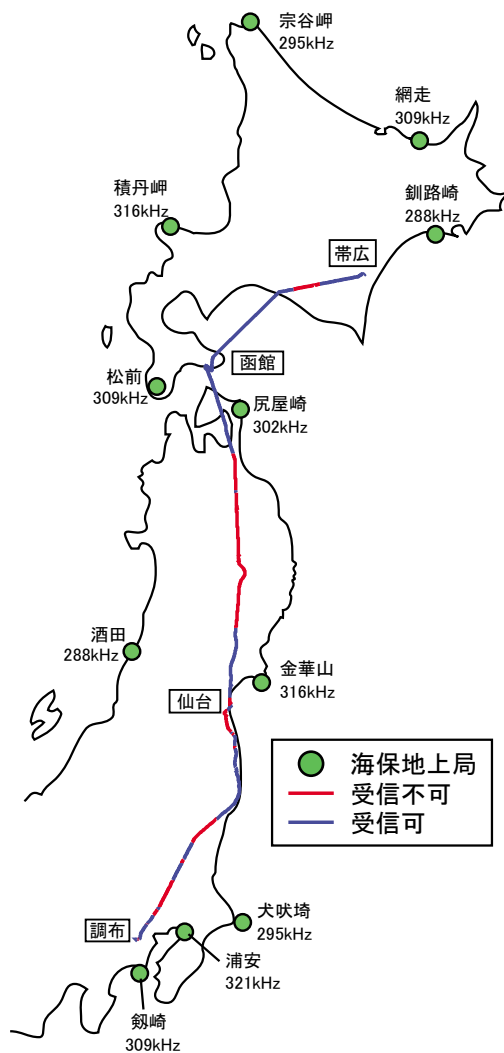 宗谷岬
295kHz
網走
309kHz
積丹岬
316kHz
釧路崎
288kHz
帯広
函館
松前
309kHz
尻屋崎
302kHz
酒田
288kHz
金華山
316kHz
仙台
海保地上局
受信不可
受信可
調布
犬吠埼
295kHz
浦安
321kHz
剱崎
309kHz